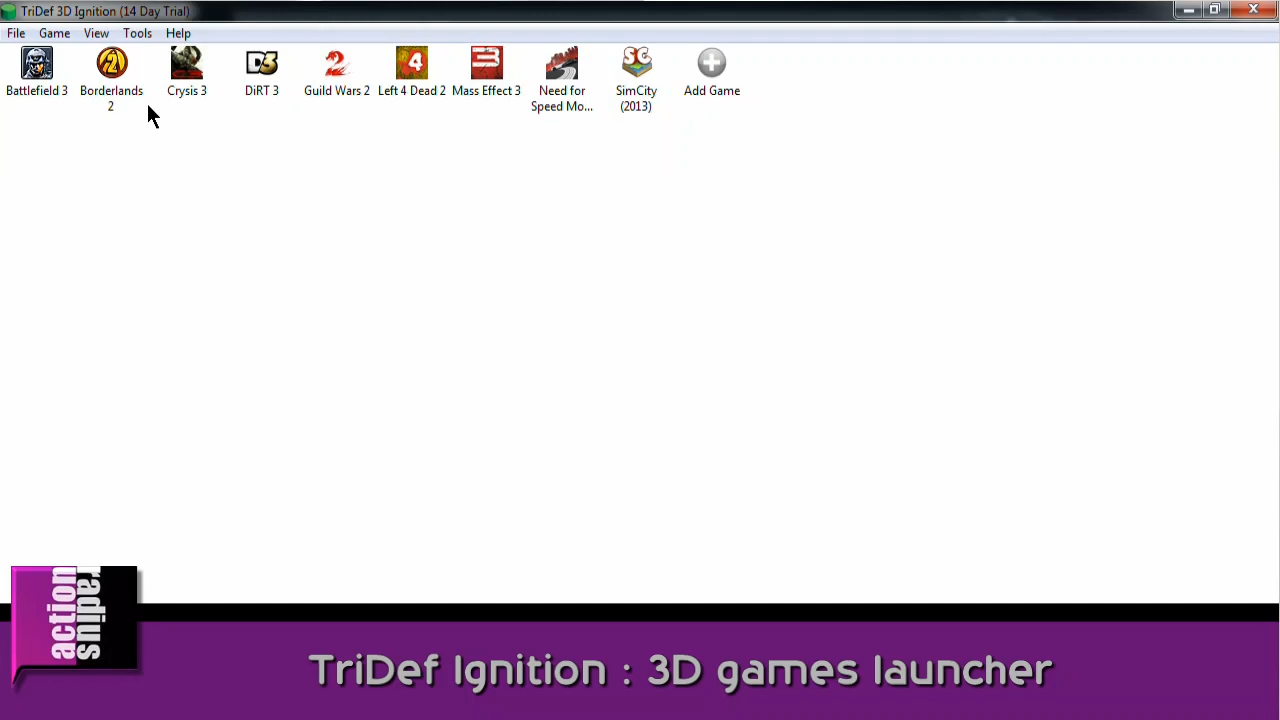 TriDef 3D Ignition (14 Day Trial)
File Game View Tools Help
Battlefield 3
Borderlands
2
Crysis 3
DiRT 3
Guild Wars 2
Left 4 Dead 2
Mass Effect 3
Need for
Speed Mo...
SimCity
(2013)
Add Game
action
sniper
TriDef Ignition : 3D games launcher